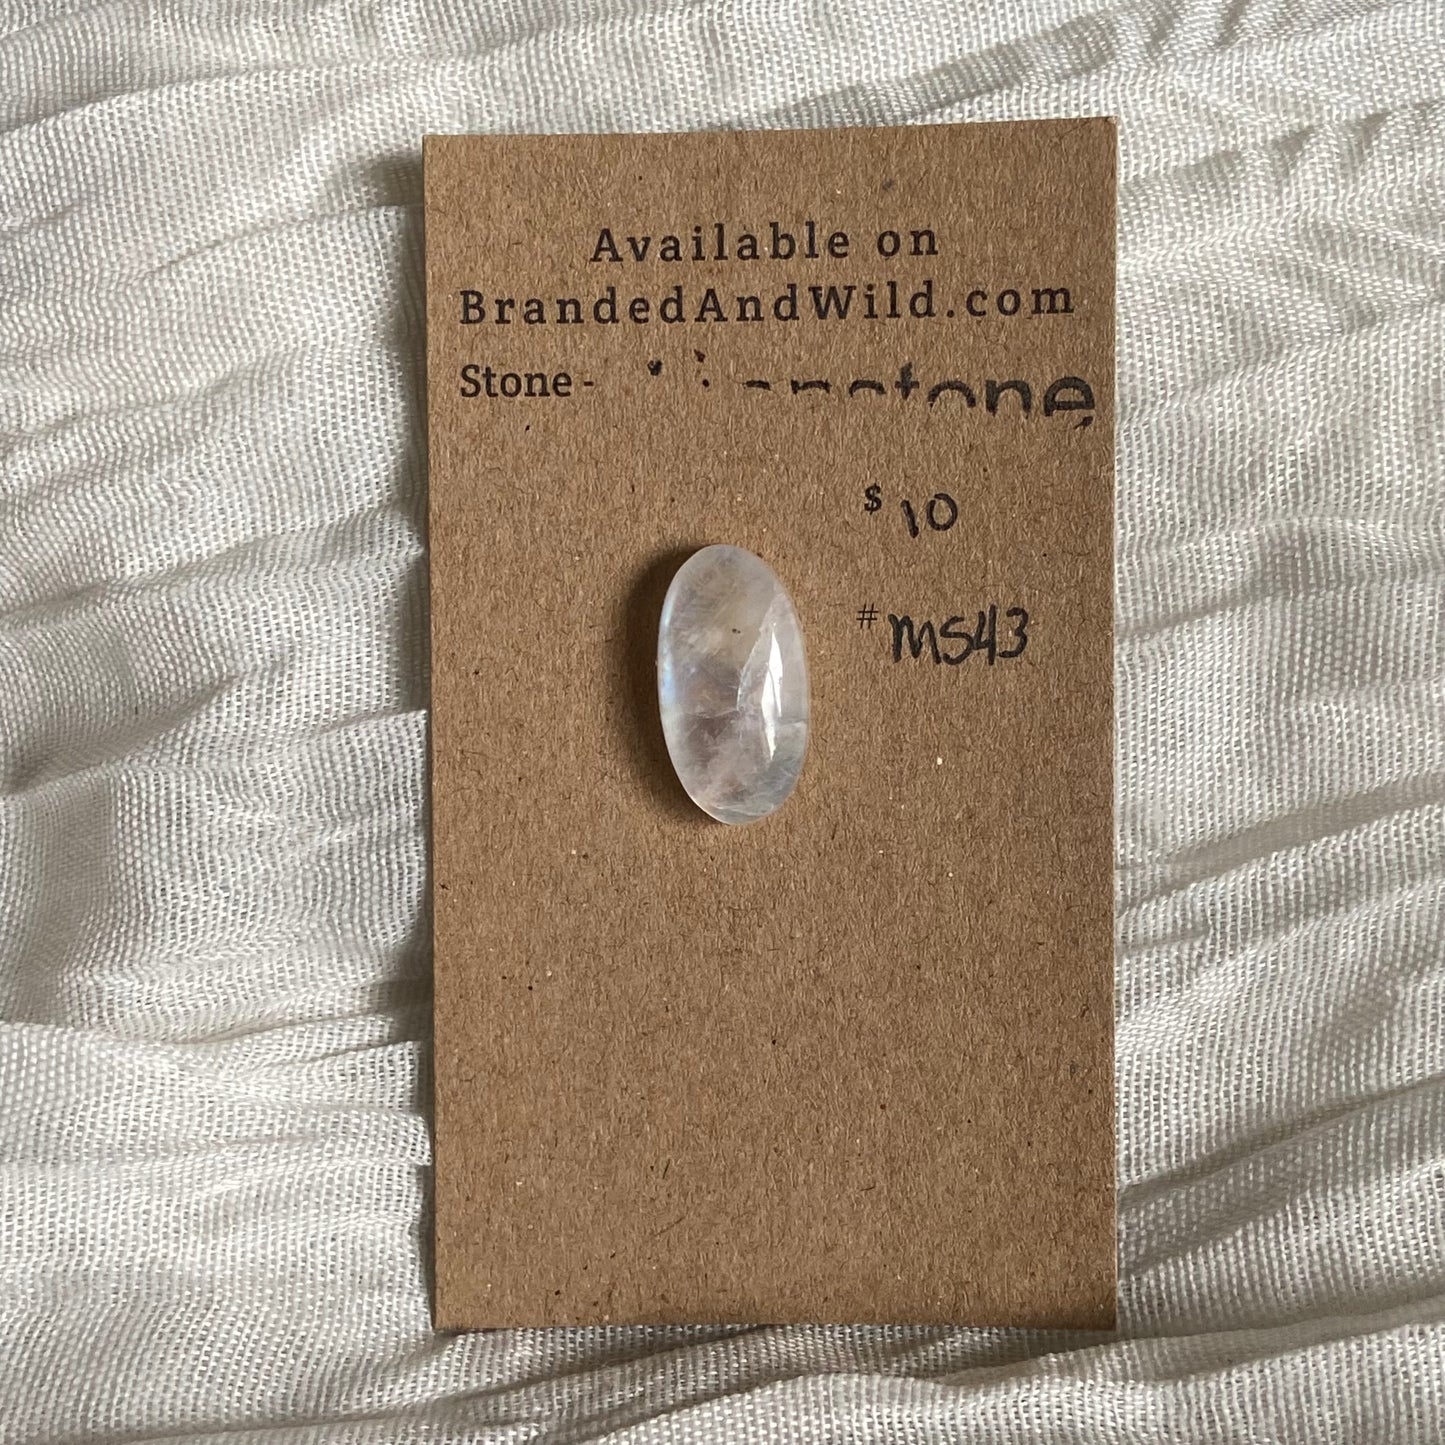 Available on
BrandedAndWild.com
Stone -
$ 10
# MS43